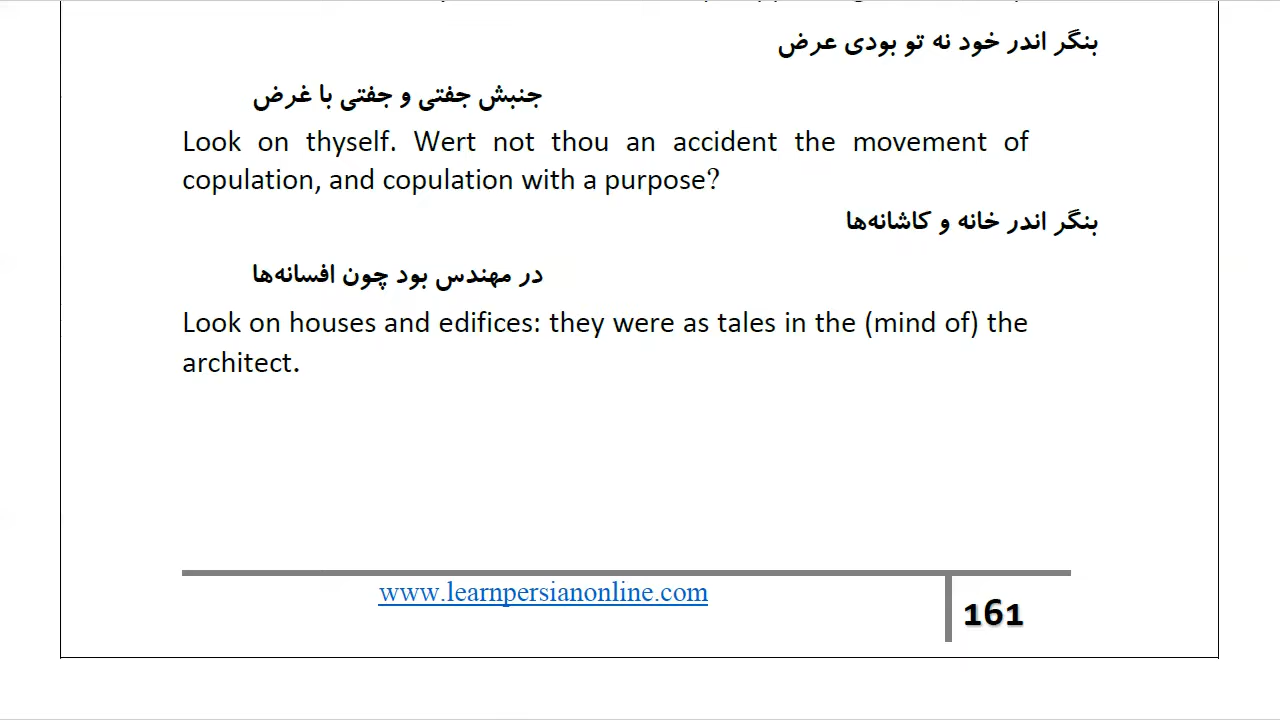 بنگر اندر خود نه تو بودی عرض
جنبش جفتی و جفتی با غرض
Look on thyself. Wert not thou an accident the movement of
copulation, and copulation with a purpose?
بنگر اندر خانه و کاشانه‌ها
در مهندس بود چون افسانه‌ها
Look on houses and edifices: they were as tales in the (mind of) the
architect.
www.learnpersianonline.com
161